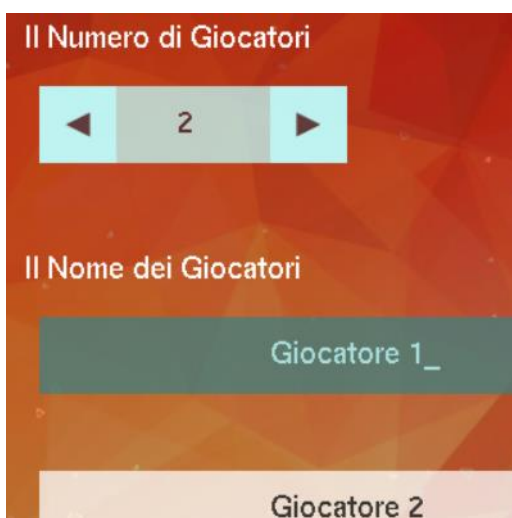 Il Numero di Giocatori
2
Il Nome dei Giocatori
Giocatore 1_
Giocatore 2